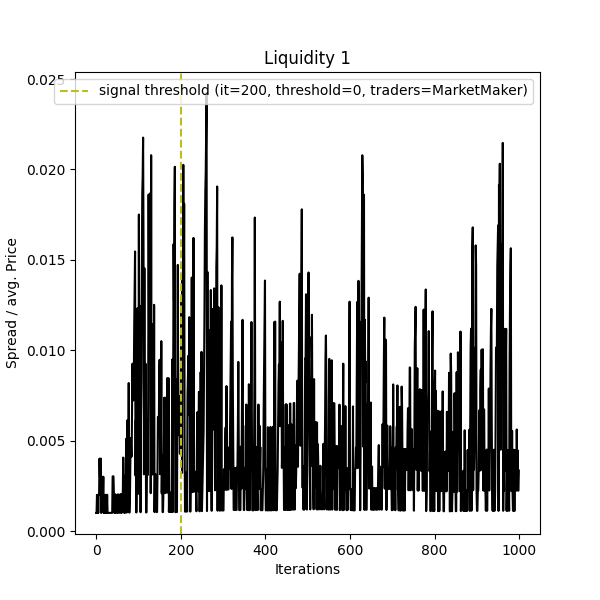 Liquidity 1
signal threshold (it=200, threshold=0, traders=MarketMaker)
0.025
0.020
0.015
0.010
0.005
0.000
Spread / avg. Price
0 200 400 600 800 1000
Iterations